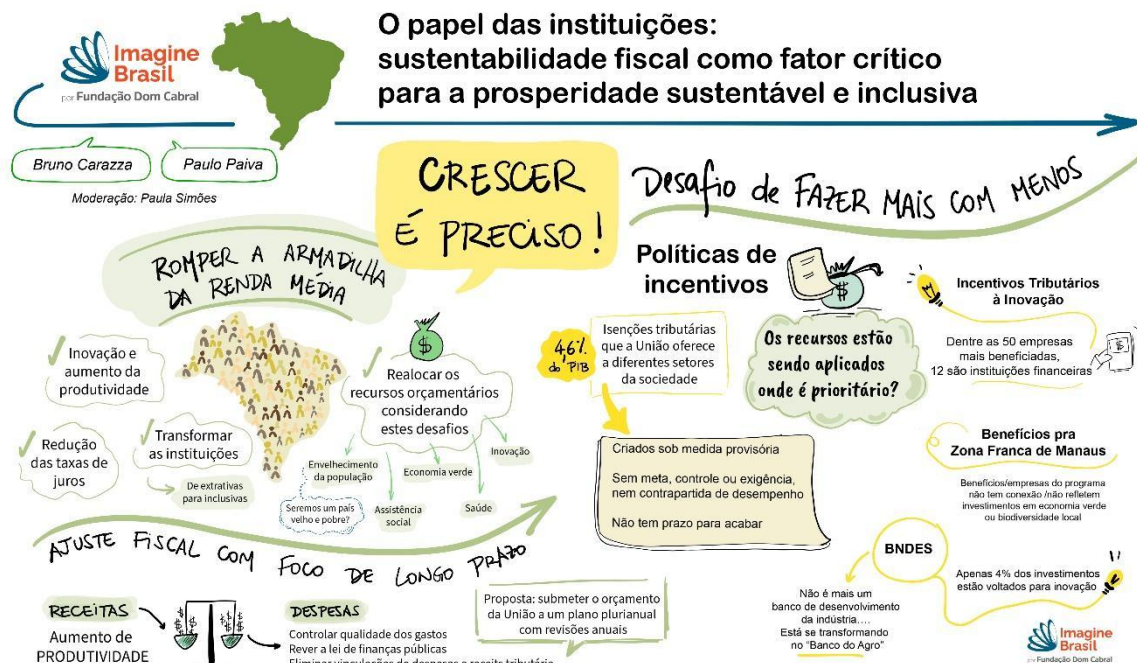 Imagine
Brasil
por Fundação Dom Cabral
O papel das instituições:
sustentabilidade fiscal como fator crítico
para a prosperidade sustentável e inclusiva
Bruno Carazza
Paulo Paiva
Moderação: Paula Simões
CRESCER
É PRECISO!
ROMPER A ARMADILHA
DA RENDA MÉDIA
Inovação e
aumento da
produtividade
Redução
das taxas de
juros
Transformar
as instituições
De extrativas
para inclusivas
Realocar os
recursos orçamentários
considerando
estes desafios
Envelhecimento
da população
Seremos um país
velho e pobre?
Assistência
social
Economia verde
Saúde
Inovação
AJUSTE FISCAL COM FOCO DE LONGO PRAZO
RECEITAS
Aumento de
PRODUTIVIDADE
DESPESAS
Controlar qualidade dos gastos
Rever a lei de finanças públicas
Eliminar vinculações de despesas a receita tributária
Proposta: submeter o orçamento
da União a um plano plurianual
com revisões anuais
Desafio de FAZER MAIS COM MENOS
Políticas de
incentivos
4,6%
do PIB
Isenções tributárias
que a União oferece
a diferentes setores
da sociedade
Criados sob medida provisória
Sem meta, controle ou exigência,
nem contrapartida de desempenho
Não tem prazo para acabar
Os recursos estão
sendo aplicados
onde é prioritário?
Incentivos Tributários
à Inovação
Dentre as 50 empresas
mais beneficiadas,
12 são instituições financeiras
Benefícios pra
Zona Franca de Manaus
Benefícios/empresas do programa
não tem conexão /não refletem
investimentos em economia verde
ou biodiversidade local
BNDES
Apenas 4% dos investimentos
estão voltados para inovação
Não é mais um
banco de desenvolvimento
da indústria....
Está se transformando
no "Banco do Agro"
Imagine
Brasil
por Fundação Dom Cabral